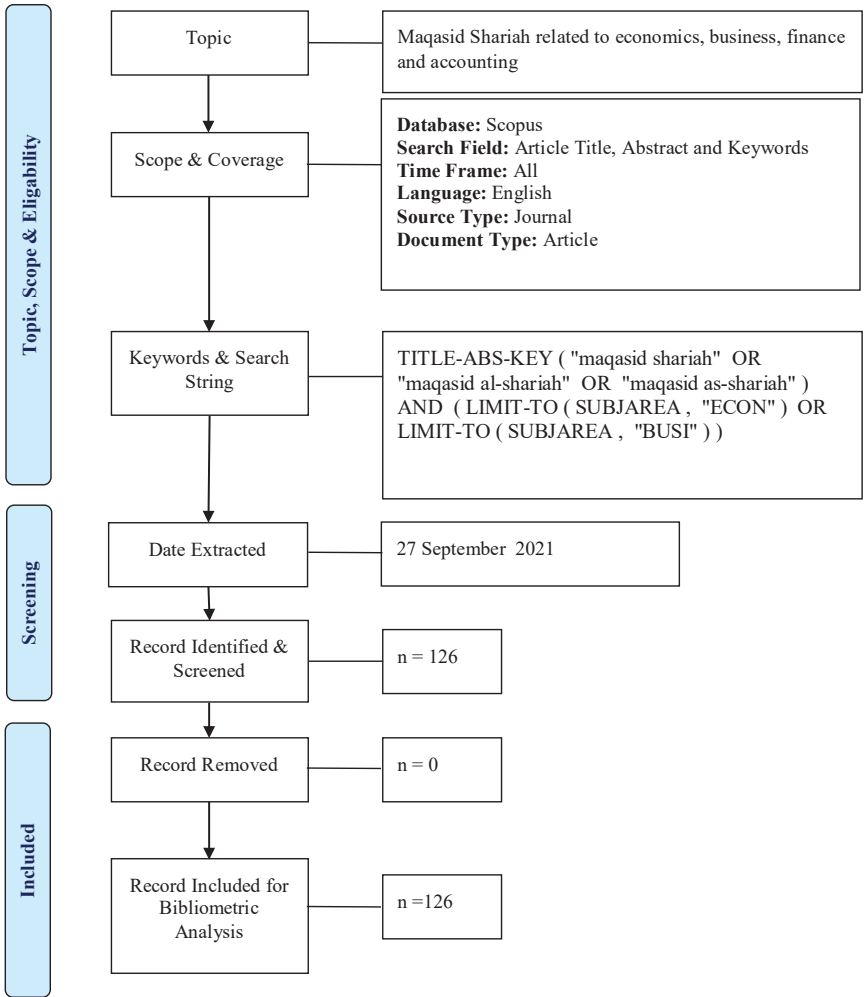 Topic, Scope & Eligability
Topic
Maqasid Shariah related to economics, business, finance
and accounting
Scope & Coverage
Database: Scopus
Search Field: Article Title, Abstract and Keywords
Time Frame: All
Language: English
Source Type: Journal
Document Type: Article
Keywords & Search
String
TITLE-ABS-KEY ( "maqasid shariah" OR
"maqasid al-shariah" OR "maqasid as-shariah" )
AND ( LIMIT-TO ( SUBJAREA , "ECON" ) OR
LIMIT-TO ( SUBJAREA , "BUSI" ) )
Screening
Date Extracted
27 September 2021
Record Identified &
Screened
n = 126
Included
Record Removed
n = 0
Record Included for
Bibliometric
Analysis
n =126